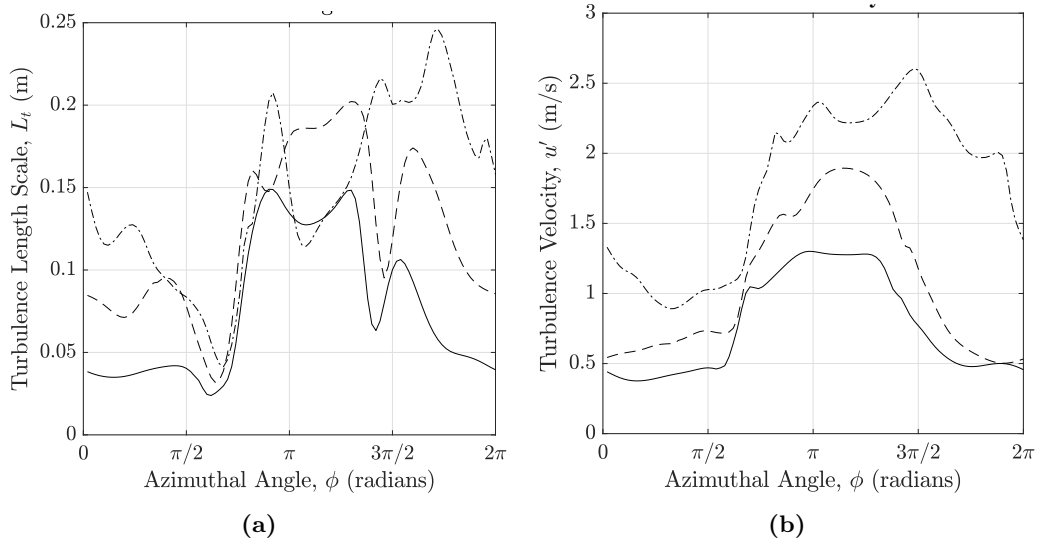 0.25
0.2
0.15
0.1
0.05
0
Turbulence Length Scale, L_t (m)
0 π/2 π 3π/2 2π
Azimuthal Angle, ϕ (radians)
(a)
3
2.5
2
1.5
1
0.5
0
Turbulence Velocity, u′ (m/s)
0 π/2 π 3π/2 2π
Azimuthal Angle, ϕ (radians)
(b)